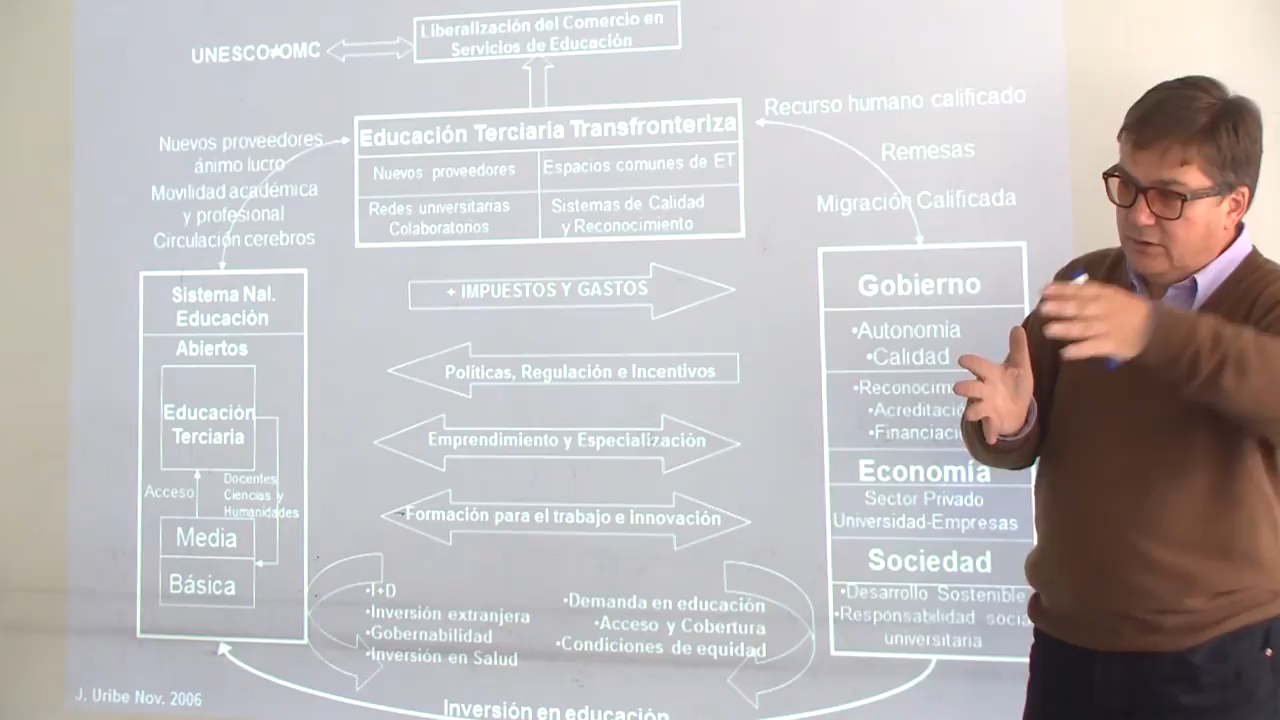 Liberalización del Comercio en
Servicios de Educación
UNESCO≠OMC
Educación Terciaria Transfronteriza
Nuevos proveedores
Espacios comunes de ET
Redes universitarias
Colaboratorios
Sistemas de Calidad
y Reconocimiento
Nuevos proveedores
ánimo lucro
Movilidad académica
y profesional
Circulación cerebros
Recurso humano calificado
Remesas
Migración Calificada
Sistema Nal.
Educación
Abiertos
Educación
Terciaria
Acceso
Docentes
Ciencias y
Humanidades
Media
Básica
+ IMPUESTOS Y GASTOS
Políticas, Regulación e Incentivos
Emprendimiento y Especialización
Formación para el trabajo e innovación
Gobierno
•Autonomía
•Calidad
•Reconocim
•Acreditació
•Financiaci
Economía
Sector Privado
Universidad-Empresas
Sociedad
•Desarrollo Sostenible
•Responsabilidad socia
universitaria
•I+D
•Inversión extranjera
•Gobernabilidad
•Inversión en Salud
•Demanda en educación
•Acceso y Cobertura
•Condiciones de equidad
Inversión en educación
J. Uribe Nov. 2006